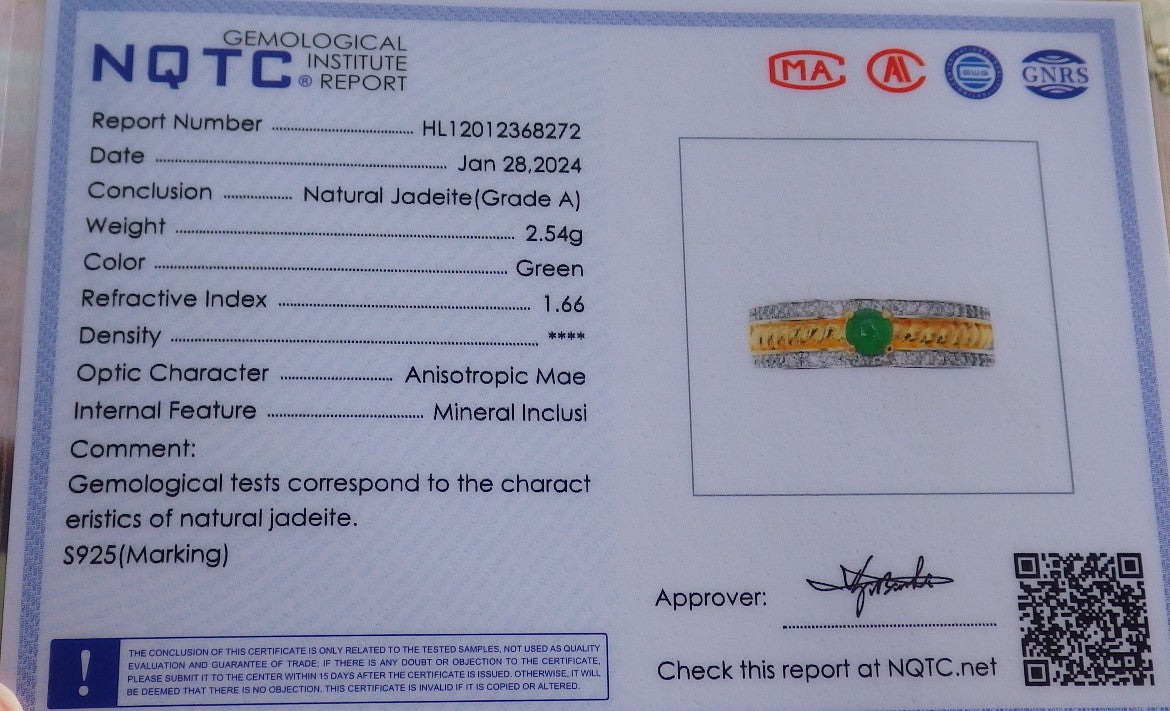 NQTC® GEMOLOGICAL
INSTITUTE
REPORT
CMA
CAL
GWS
GNRS
Report Number HL12012368272
Date Jan 28,2024
Conclusion Natural Jadeite(Grade A)
Weight 2.54g
Color Green
Refractive Index 1.66
Density ****
Optic Character Anisotropic Mae
Internal Feature Mineral Inclusi
Comment:
Gemological tests correspond to the charact
eristics of natural jadeite.
S925(Marking)
! THE CONCLUSION OF THIS CERTIFICATE IS ONLY RELATED TO THE TESTED SAMPLES, NOT USED AS QUALITY
EVALUATION AND GUARANTEE OF TRADE; IF THERE IS ANY DOUBT OR OBJECTION TO THE CERTIFICATE,
PLEASE SUBMIT IT TO THE CENTER WITHIN 15 DAYS AFTER THE CERTIFICATE IS ISSUED. OTHERWISE, IT WILL
BE DEEMED THAT THERE IS NO OBJECTION. THIS CERTIFICATE IS INVALID IF IT IS COPIED OR ALTERED.
Approver:
Check this report at NQTC.net